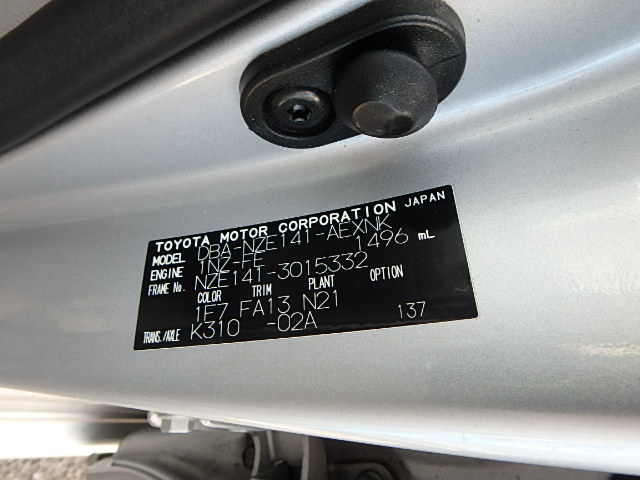 TOYOTA MOTOR CORPORATION JAPAN
MODEL DBA-NZE141-AEXNK
ENGINE 1NZ-FE 1496 mL
FRAME No. NZE141-3015332
COLOR TRIM PLANT OPTION
1F7 FA13 N21
TRANS./AXLE K310 -02A 137